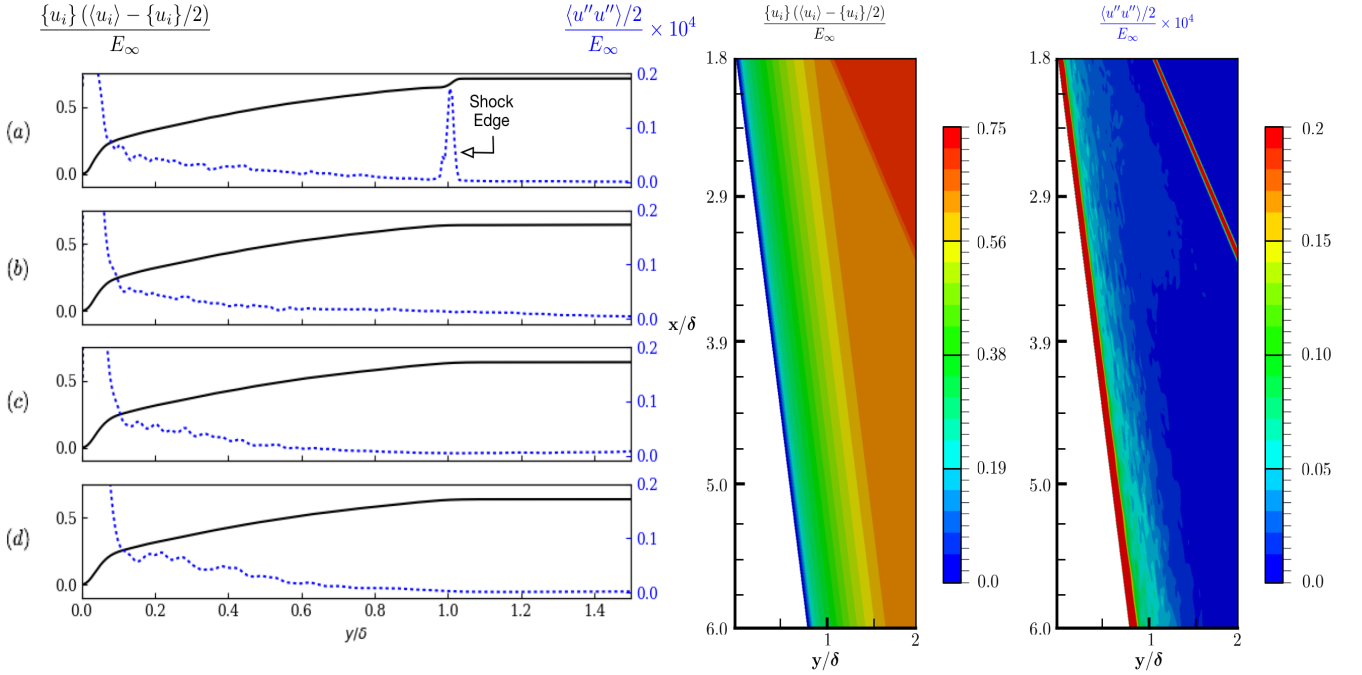 {u_i} (⟨u_i⟩ − {u_i}/2)
E_∞
⟨u''u''⟩/2
E_∞
× 10^4
(a)
0.5
0.0
0.2
0.1
0.0
Shock
Edge
(b)
0.5
0.0
0.2
0.1
0.0
(c)
0.5
0.0
0.2
0.1
0.0
(d)
0.5
0.0
0.2
0.1
0.0
0.0 0.2 0.4 0.6 0.8 1.0 1.2 1.4
y/δ
{u_i} (⟨u_i⟩ − {u_i}/2)
E_∞
x/δ
1.8
2.9
3.9
5.0
6.0
1 2
y/δ
0.75
0.56
0.38
0.19
0.0
⟨u''u''⟩/2
E_∞
× 10^4
1.8
2.9
3.9
5.0
6.0
1 2
y/δ
0.2
0.15
0.10
0.05
0.0